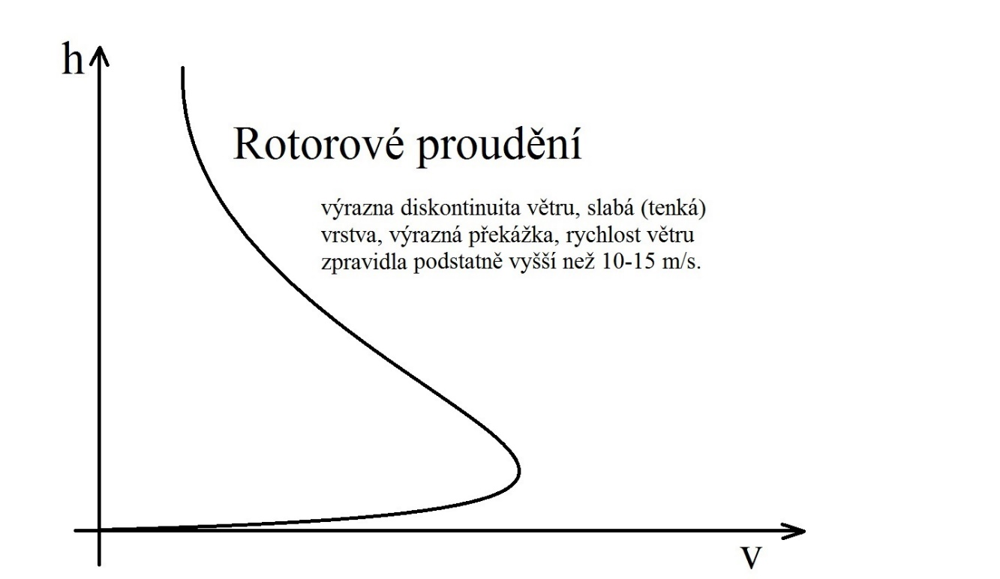 h
Rotorové proudění
výrazna diskontinuita větru, slabá (tenká)
vrstva, výrazná překážka, rychlost větru
zpravidla podstatně vyšší než 10-15 m/s.
v